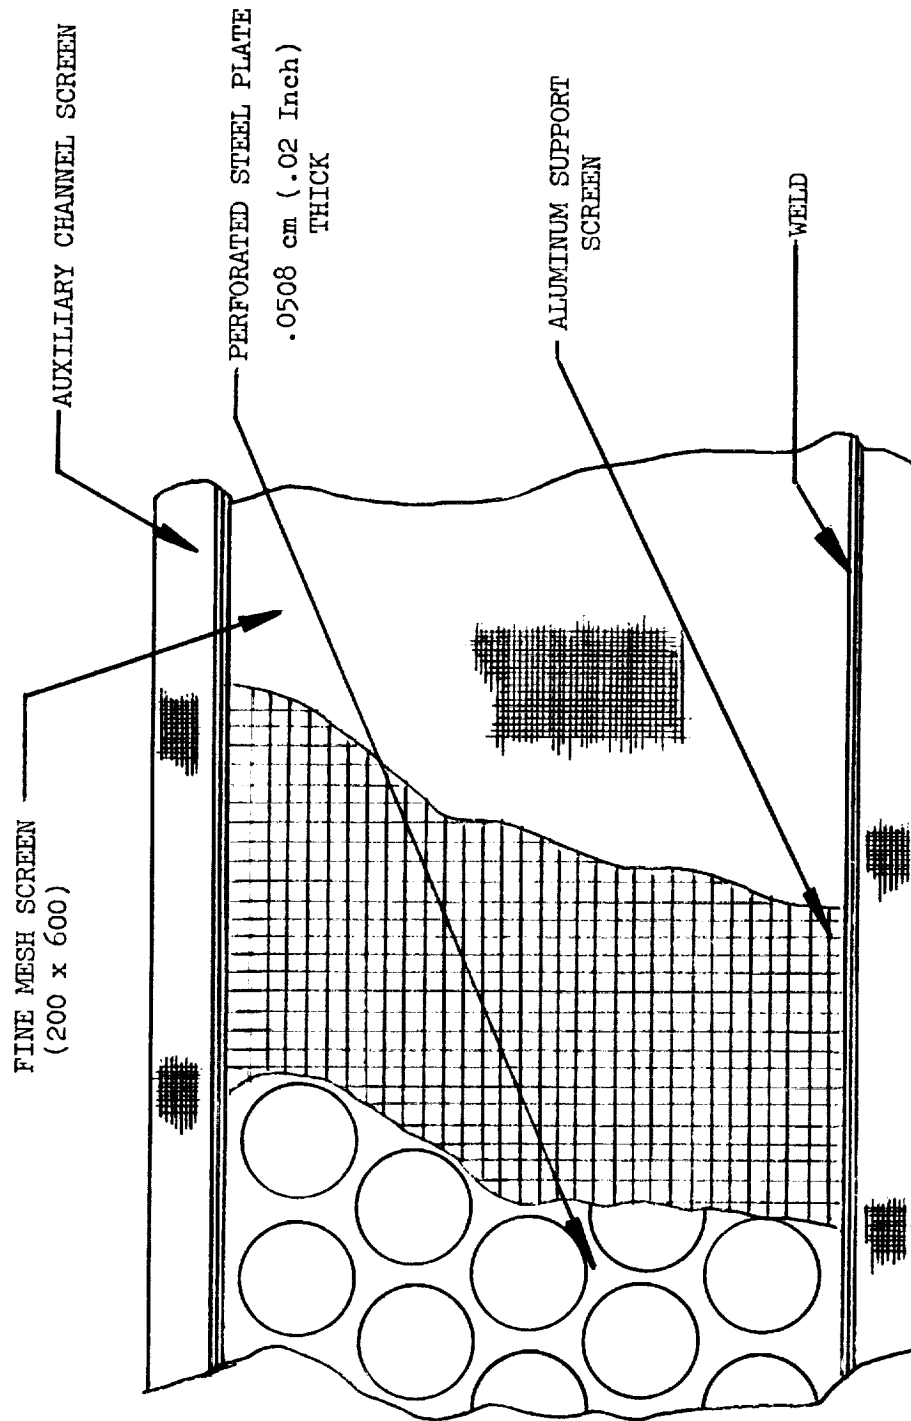 FINE MESH SCREEN
(200 x 600)
AUXILIARY CHANNEL SCREEN
PERFORATED STEEL PLATE
.0508 cm (.02 Inch)
THICK
ALUMINUM SUPPORT
SCREEN
WELD